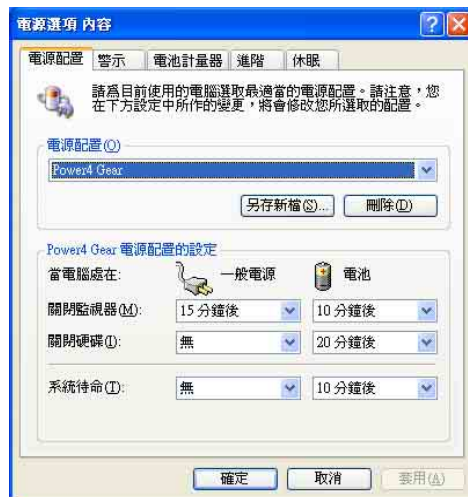 電源選項 內容
電源配置 警示 電池計量器 進階 休眠
請為目前使用的電腦選取最適當的電源配置。請注意，您
在下方設定中所作的變更，將會修改您所選取的配置。
電源配置(O)
Power4 Gear
另存新檔(S)... 刪除(D)
Power4 Gear 電源配置的設定
當電腦處在: 一般電源 電池
關閉監視器(M): 15 分鐘後 10 分鐘後
關閉硬碟(I): 無 20 分鐘後
系統待命(T): 無 10 分鐘後
確定 取消 套用(A)